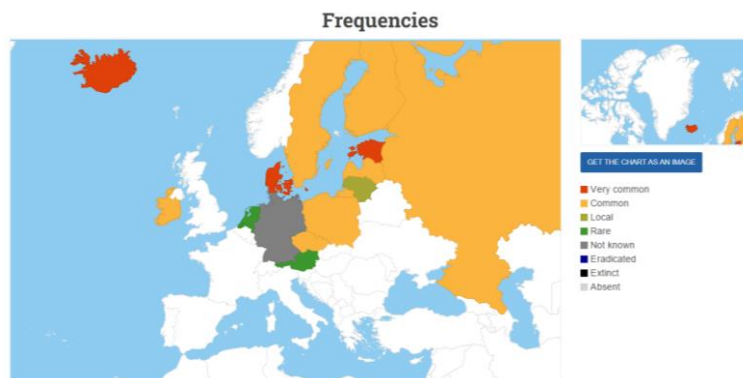 Frequencies
GET THE CHART AS AN IMAGE
Very common
Common
Local
Rare
Not known
Eradicated
Extinct
Absent